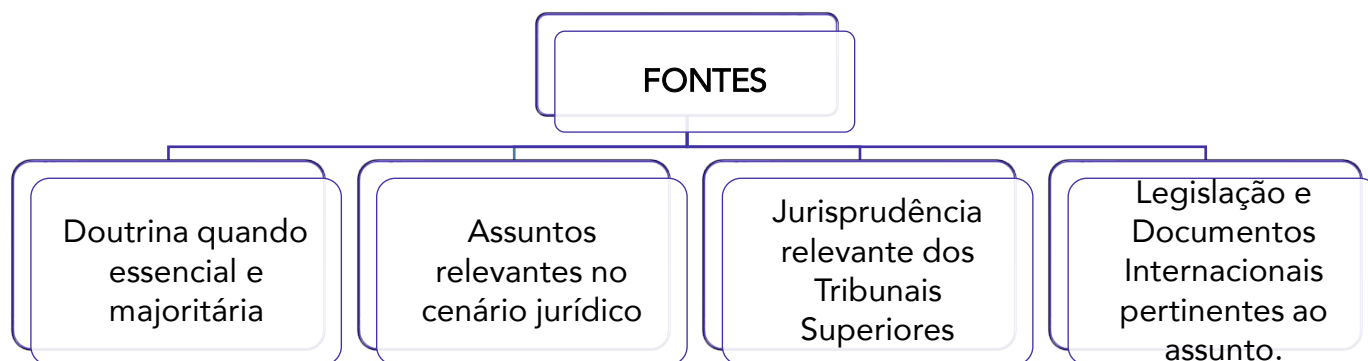 FONTES
Doutrina quando
essencial e
majoritária
Assuntos
relevantes no
cenário jurídico
Jurisprudência
relevante dos
Tribunais
Superiores
Legislação e
Documentos
Internacionais
pertinentes ao
assunto.